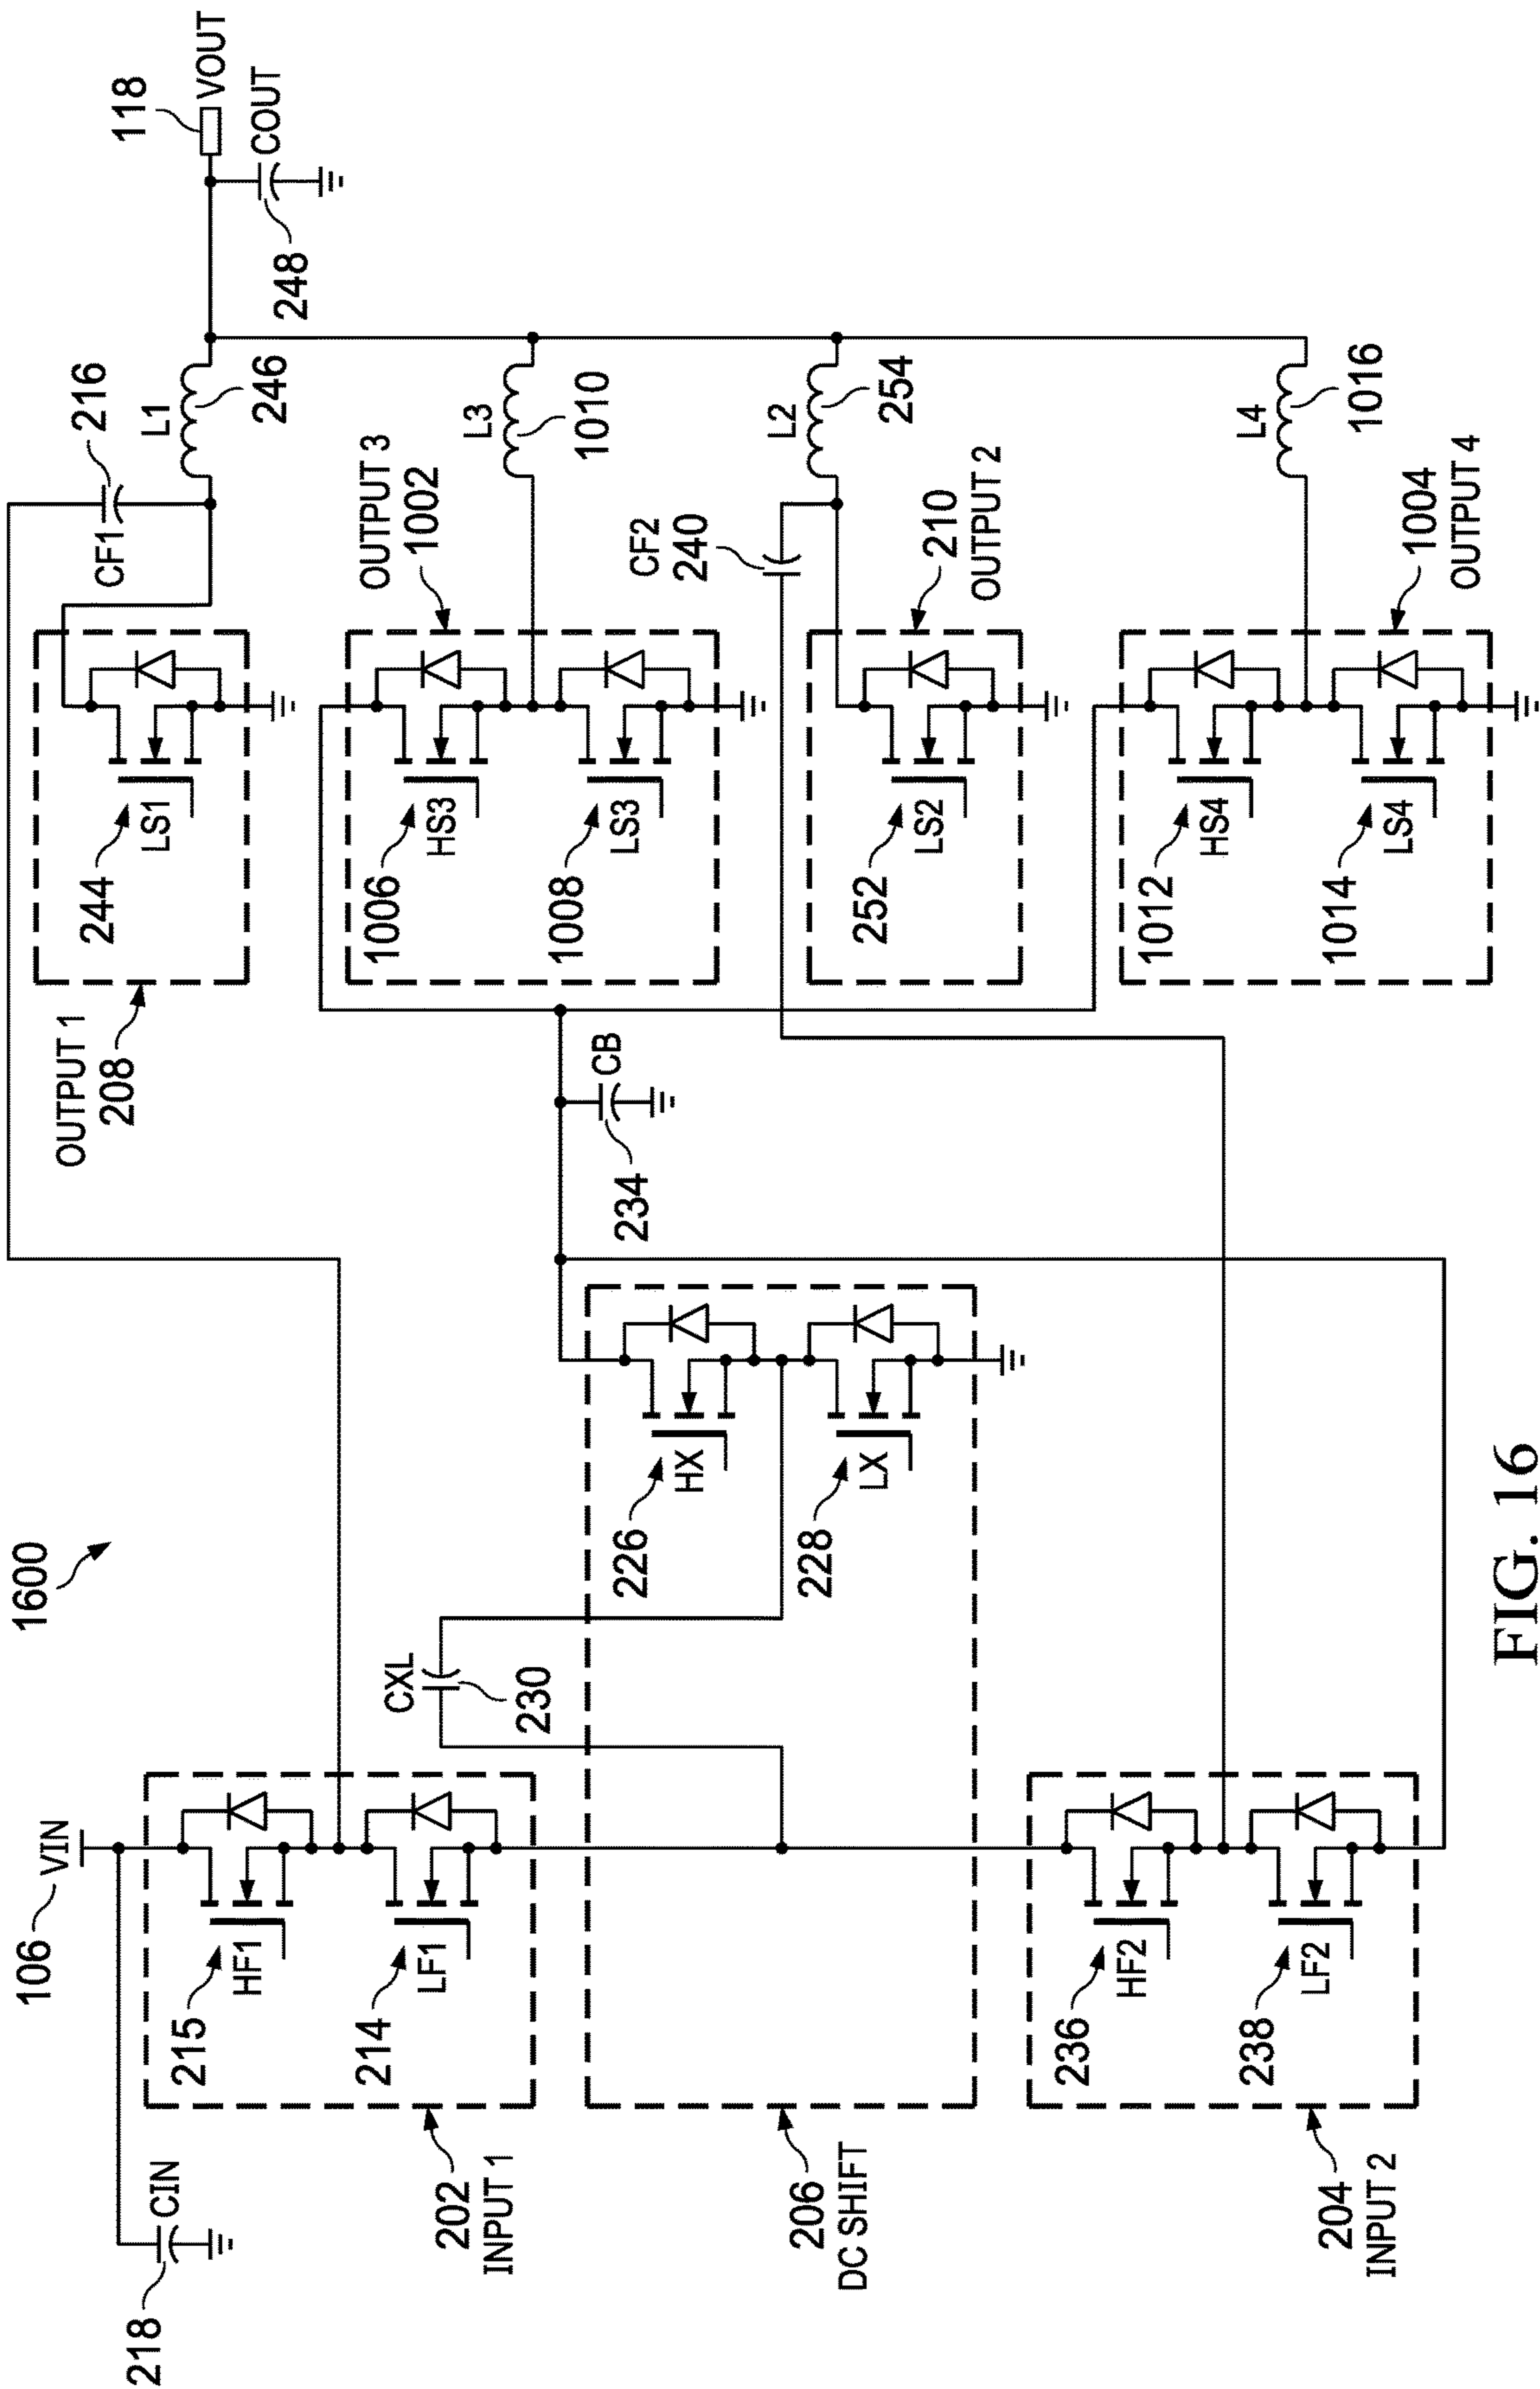 1600
106
VIN
218
CIN
215
HF1
214
LF1
202
INPUT 1
CXL
230
226
HX
228
LX
206
DC SHIFT
236
HF2
238
LF2
204
INPUT 2
234
CB
OUTPUT 1
208
244
LS1
CF1
216
L1
246
118
VOUT
COUT
248
OUTPUT 3
1002
1006
HS3
1008
LS3
L3
1010
CF2
240
210
OUTPUT 2
252
LS2
L2
254
1004
OUTPUT 4
1012
HS4
1014
LS4
L4
1016
FIG. 16